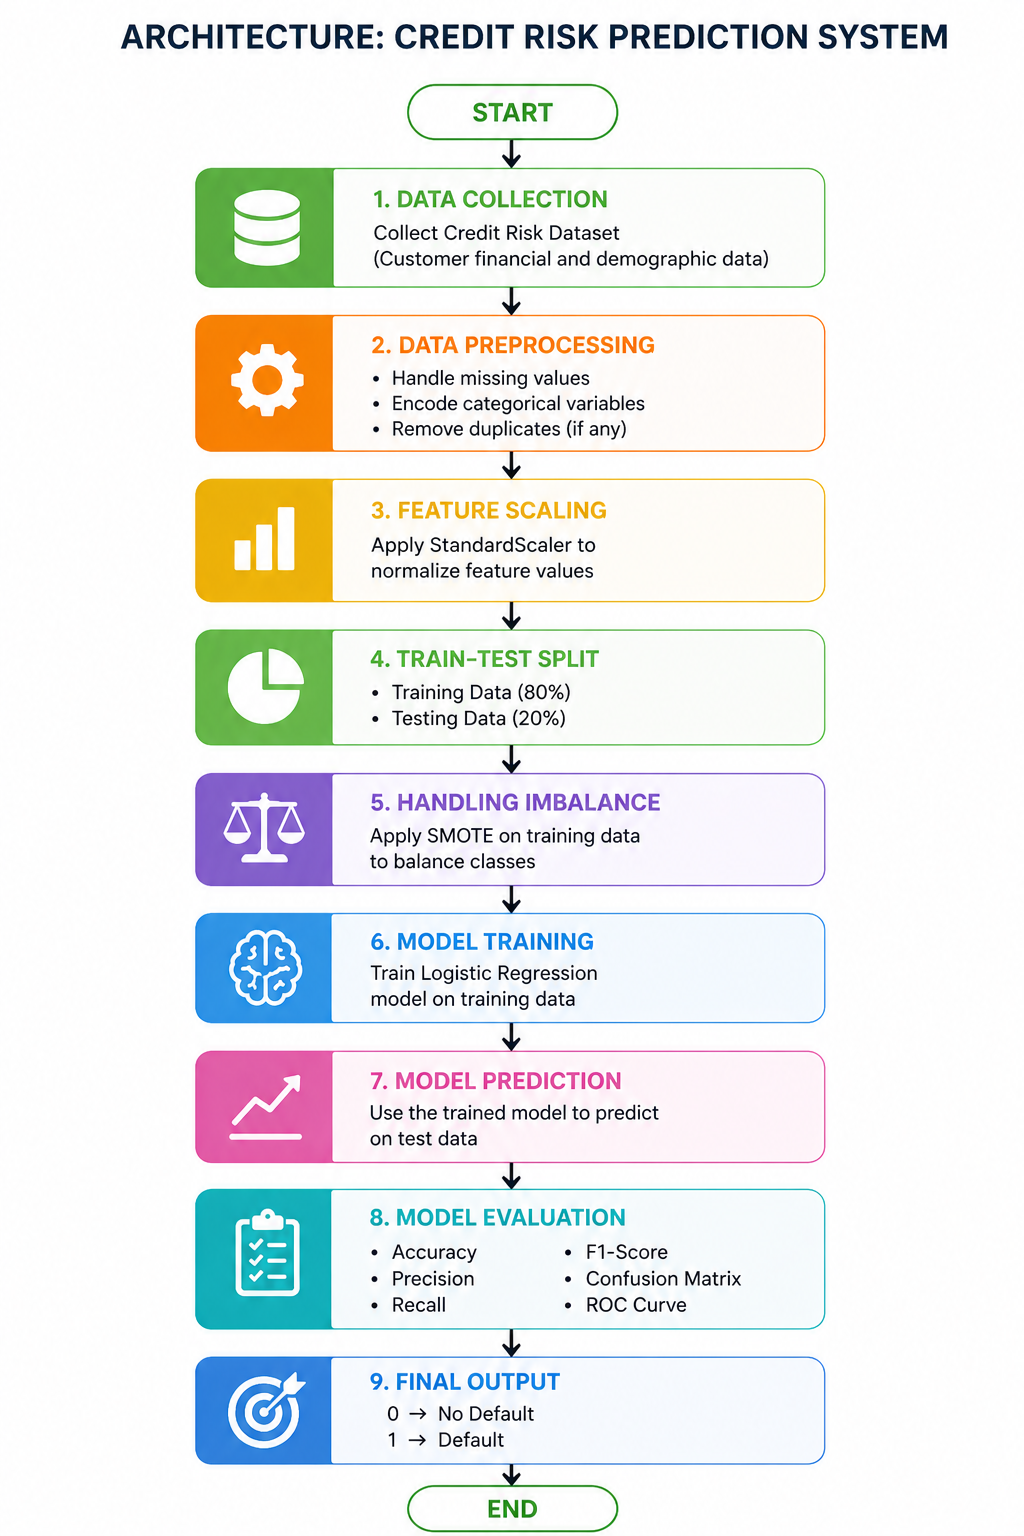 ARCHITECTURE: CREDIT RISK PREDICTION SYSTEM
START
1. DATA COLLECTION
Collect Credit Risk Dataset
(Customer financial and demographic data)
2. DATA PREPROCESSING
• Handle missing values
• Encode categorical variables
• Remove duplicates (if any)
3. FEATURE SCALING
Apply StandardScaler to
normalize feature values
4. TRAIN-TEST SPLIT
• Training Data (80%)
• Testing Data (20%)
5. HANDLING IMBALANCE
Apply SMOTE on training data
to balance classes
6. MODEL TRAINING
Train Logistic Regression
model on training data
7. MODEL PREDICTION
Use the trained model to predict
on test data
8. MODEL EVALUATION
• Accuracy
• Precision
• Recall
• F1-Score
• Confusion Matrix
• ROC Curve
9. FINAL OUTPUT
0 → No Default
1 → Default
END